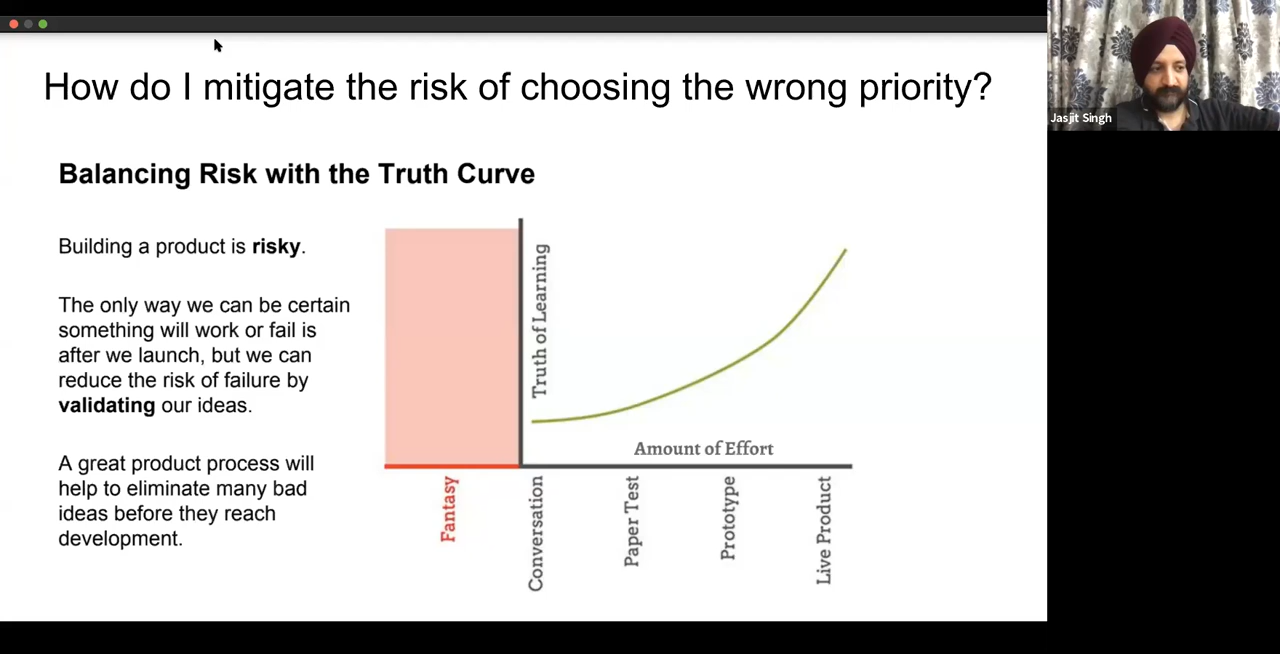 How do I mitigate the risk of choosing the wrong priority?
Jasjit Singh
Balancing Risk with the Truth Curve
Building a product is risky.
The only way we can be certain
something will work or fail is
after we launch, but we can
reduce the risk of failure by
validating our ideas.
A great product process will
help to eliminate many bad
ideas before they reach
development.
Truth of Learning
Amount of Effort
Fantasy
Conversation
Paper Test
Prototype
Live Product